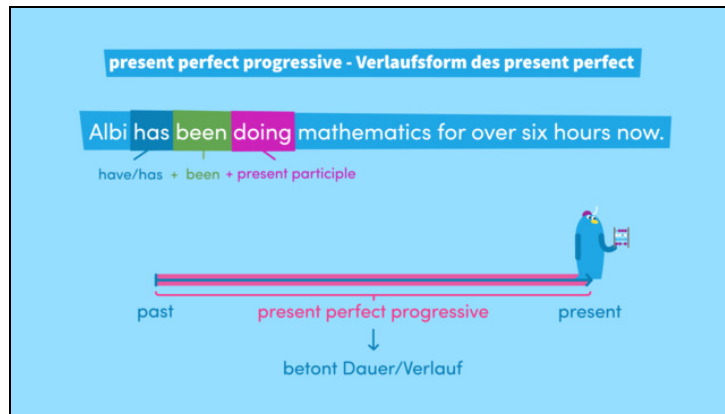 present perfect progressive - Verlaufsform des present perfect
Albi has been doing mathematics for over six hours now.
have/has + been + present participle
past present perfect progressive present
betont Dauer/Verlauf